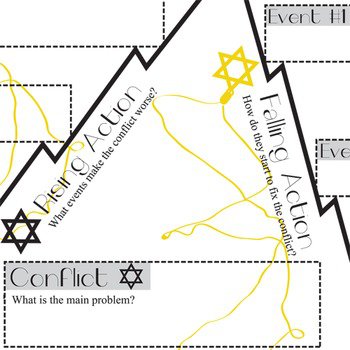 Event #1
Rising Action
What events make the conflict worse?
Falling Action
How do they start to fix the conflict?
Eve
Conflict
What is the main problem?